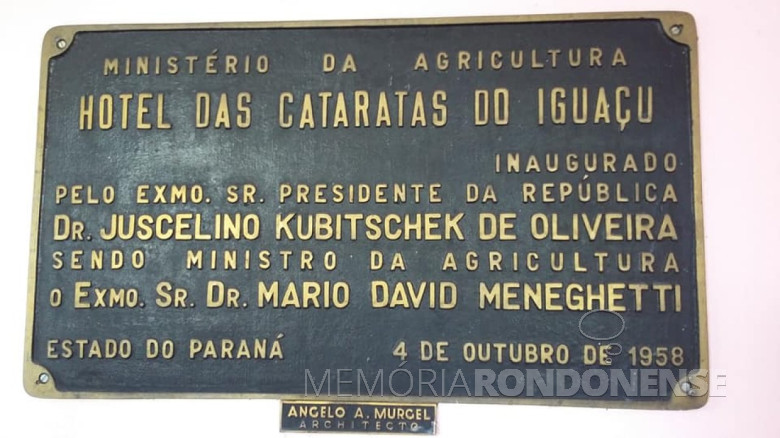 MINISTÉRIO DA AGRICULTURA
HOTEL DAS CATARATAS DO IGUAÇU
INAUGURADO
PELO EXMO. SR. PRESIDENTE DA REPÚBLICA
DR. JUSCELINO KUBITSCHEK DE OLIVEIRA
SENDO MINISTRO DA AGRICULTURA
O EXMO. SR. DR. MARIO DAVID MENEGHETTI
ESTADO DO PARANÁ 4 DE OUTUBRO DE 1958
MEMÓRIARONDONENSE
ANGELO A. MURGEL
ARCHITECTO